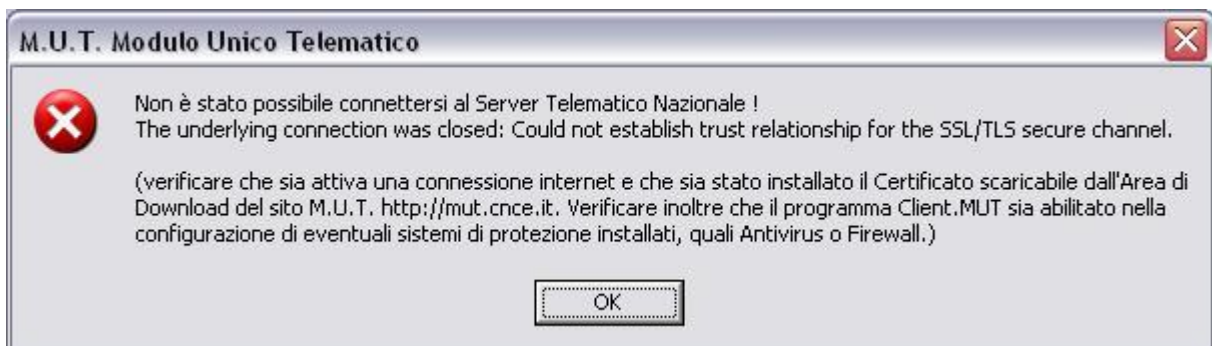 M.U.T. Modulo Unico Telematico
Non è stato possibile connettersi al Server Telematico Nazionale !
The underlying connection was closed: Could not establish trust relationship for the SSL/TLS secure channel.
(verificare che sia attiva una connessione internet e che sia stato installato il Certificato scaricabile dall'Area di
Download del sito M.U.T. http://mut.cnce.it. Verificare inoltre che il programma Client.MUT sia abilitato nella
configurazione di eventuali sistemi di protezione installati, quali Antivirus o Firewall.)
OK